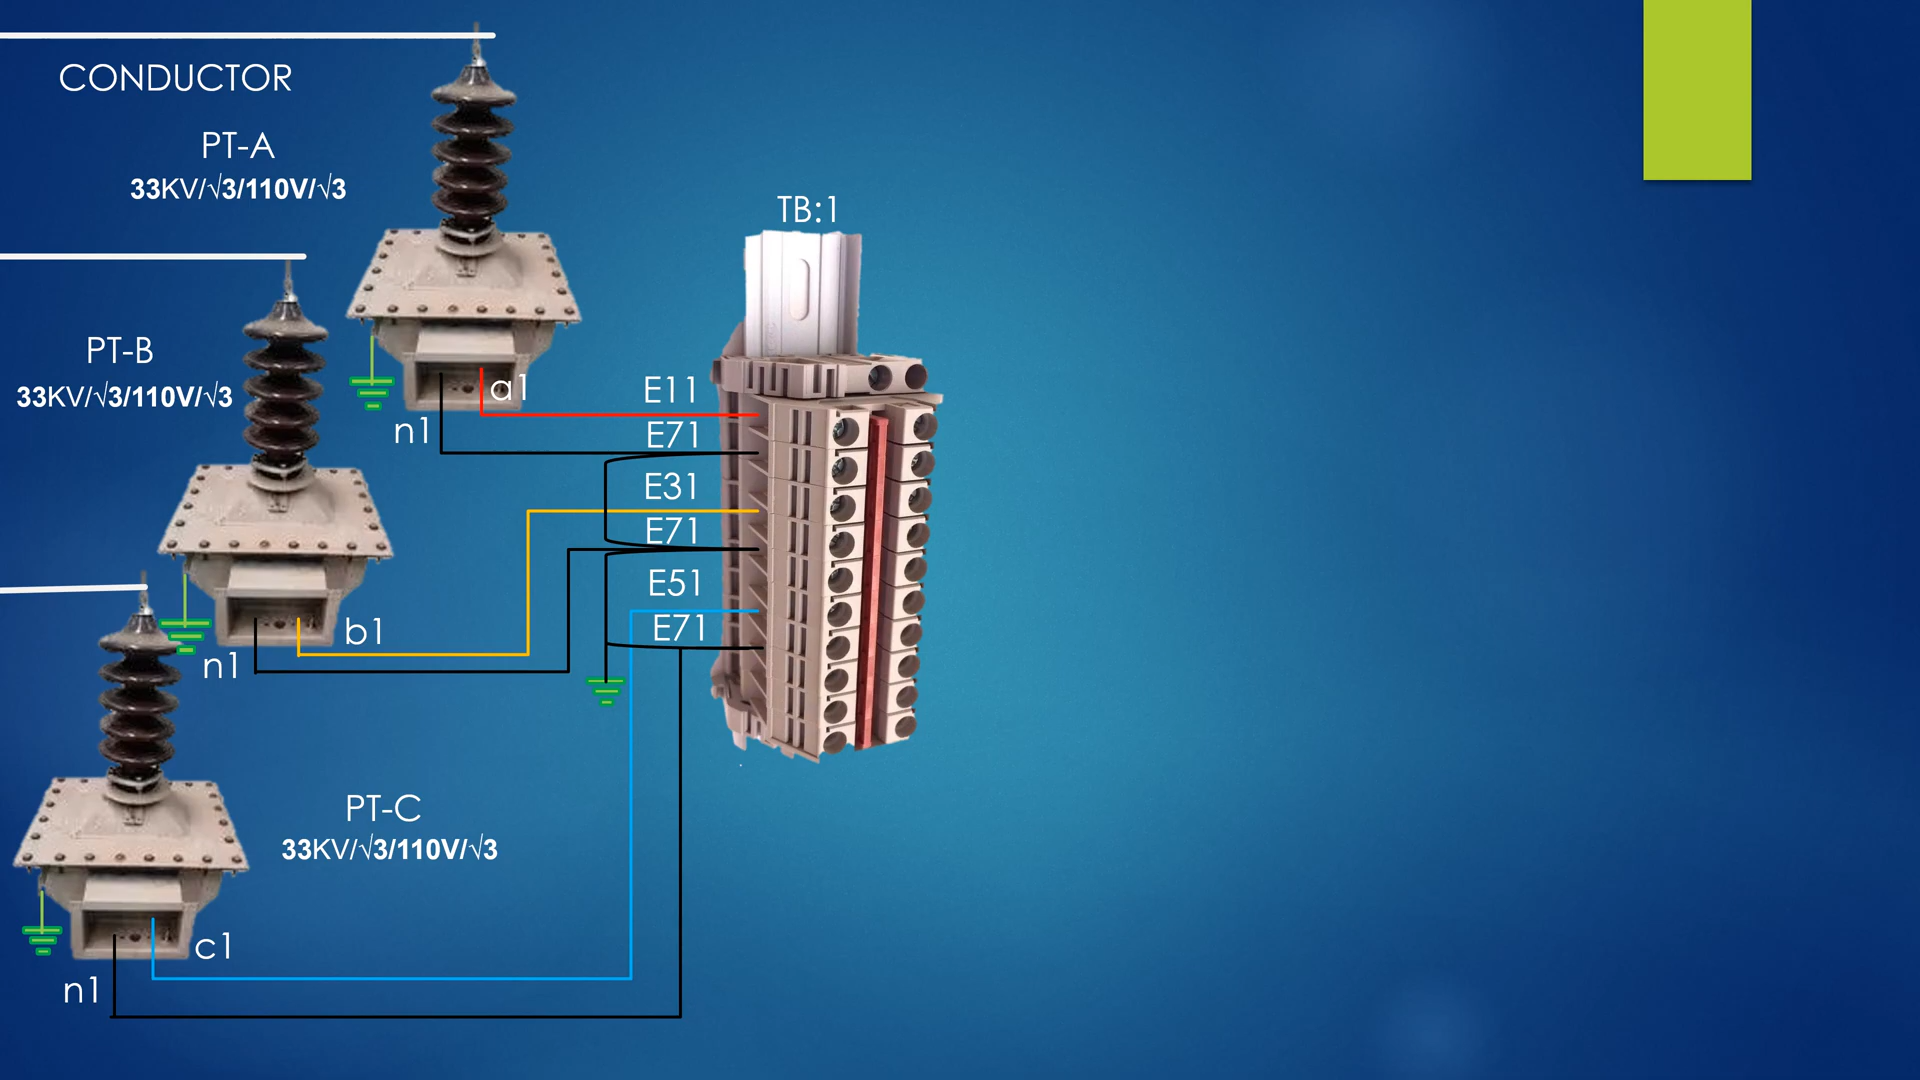 CONDUCTOR
PT-A
33KV/√3/110V/√3
TB:1
PT-B
33KV/√3/110V/√3
a1
E11
n1
E71
E31
E71
E51
b1
E71
n1
PT-C
33KV/√3/110V/√3
c1
n1